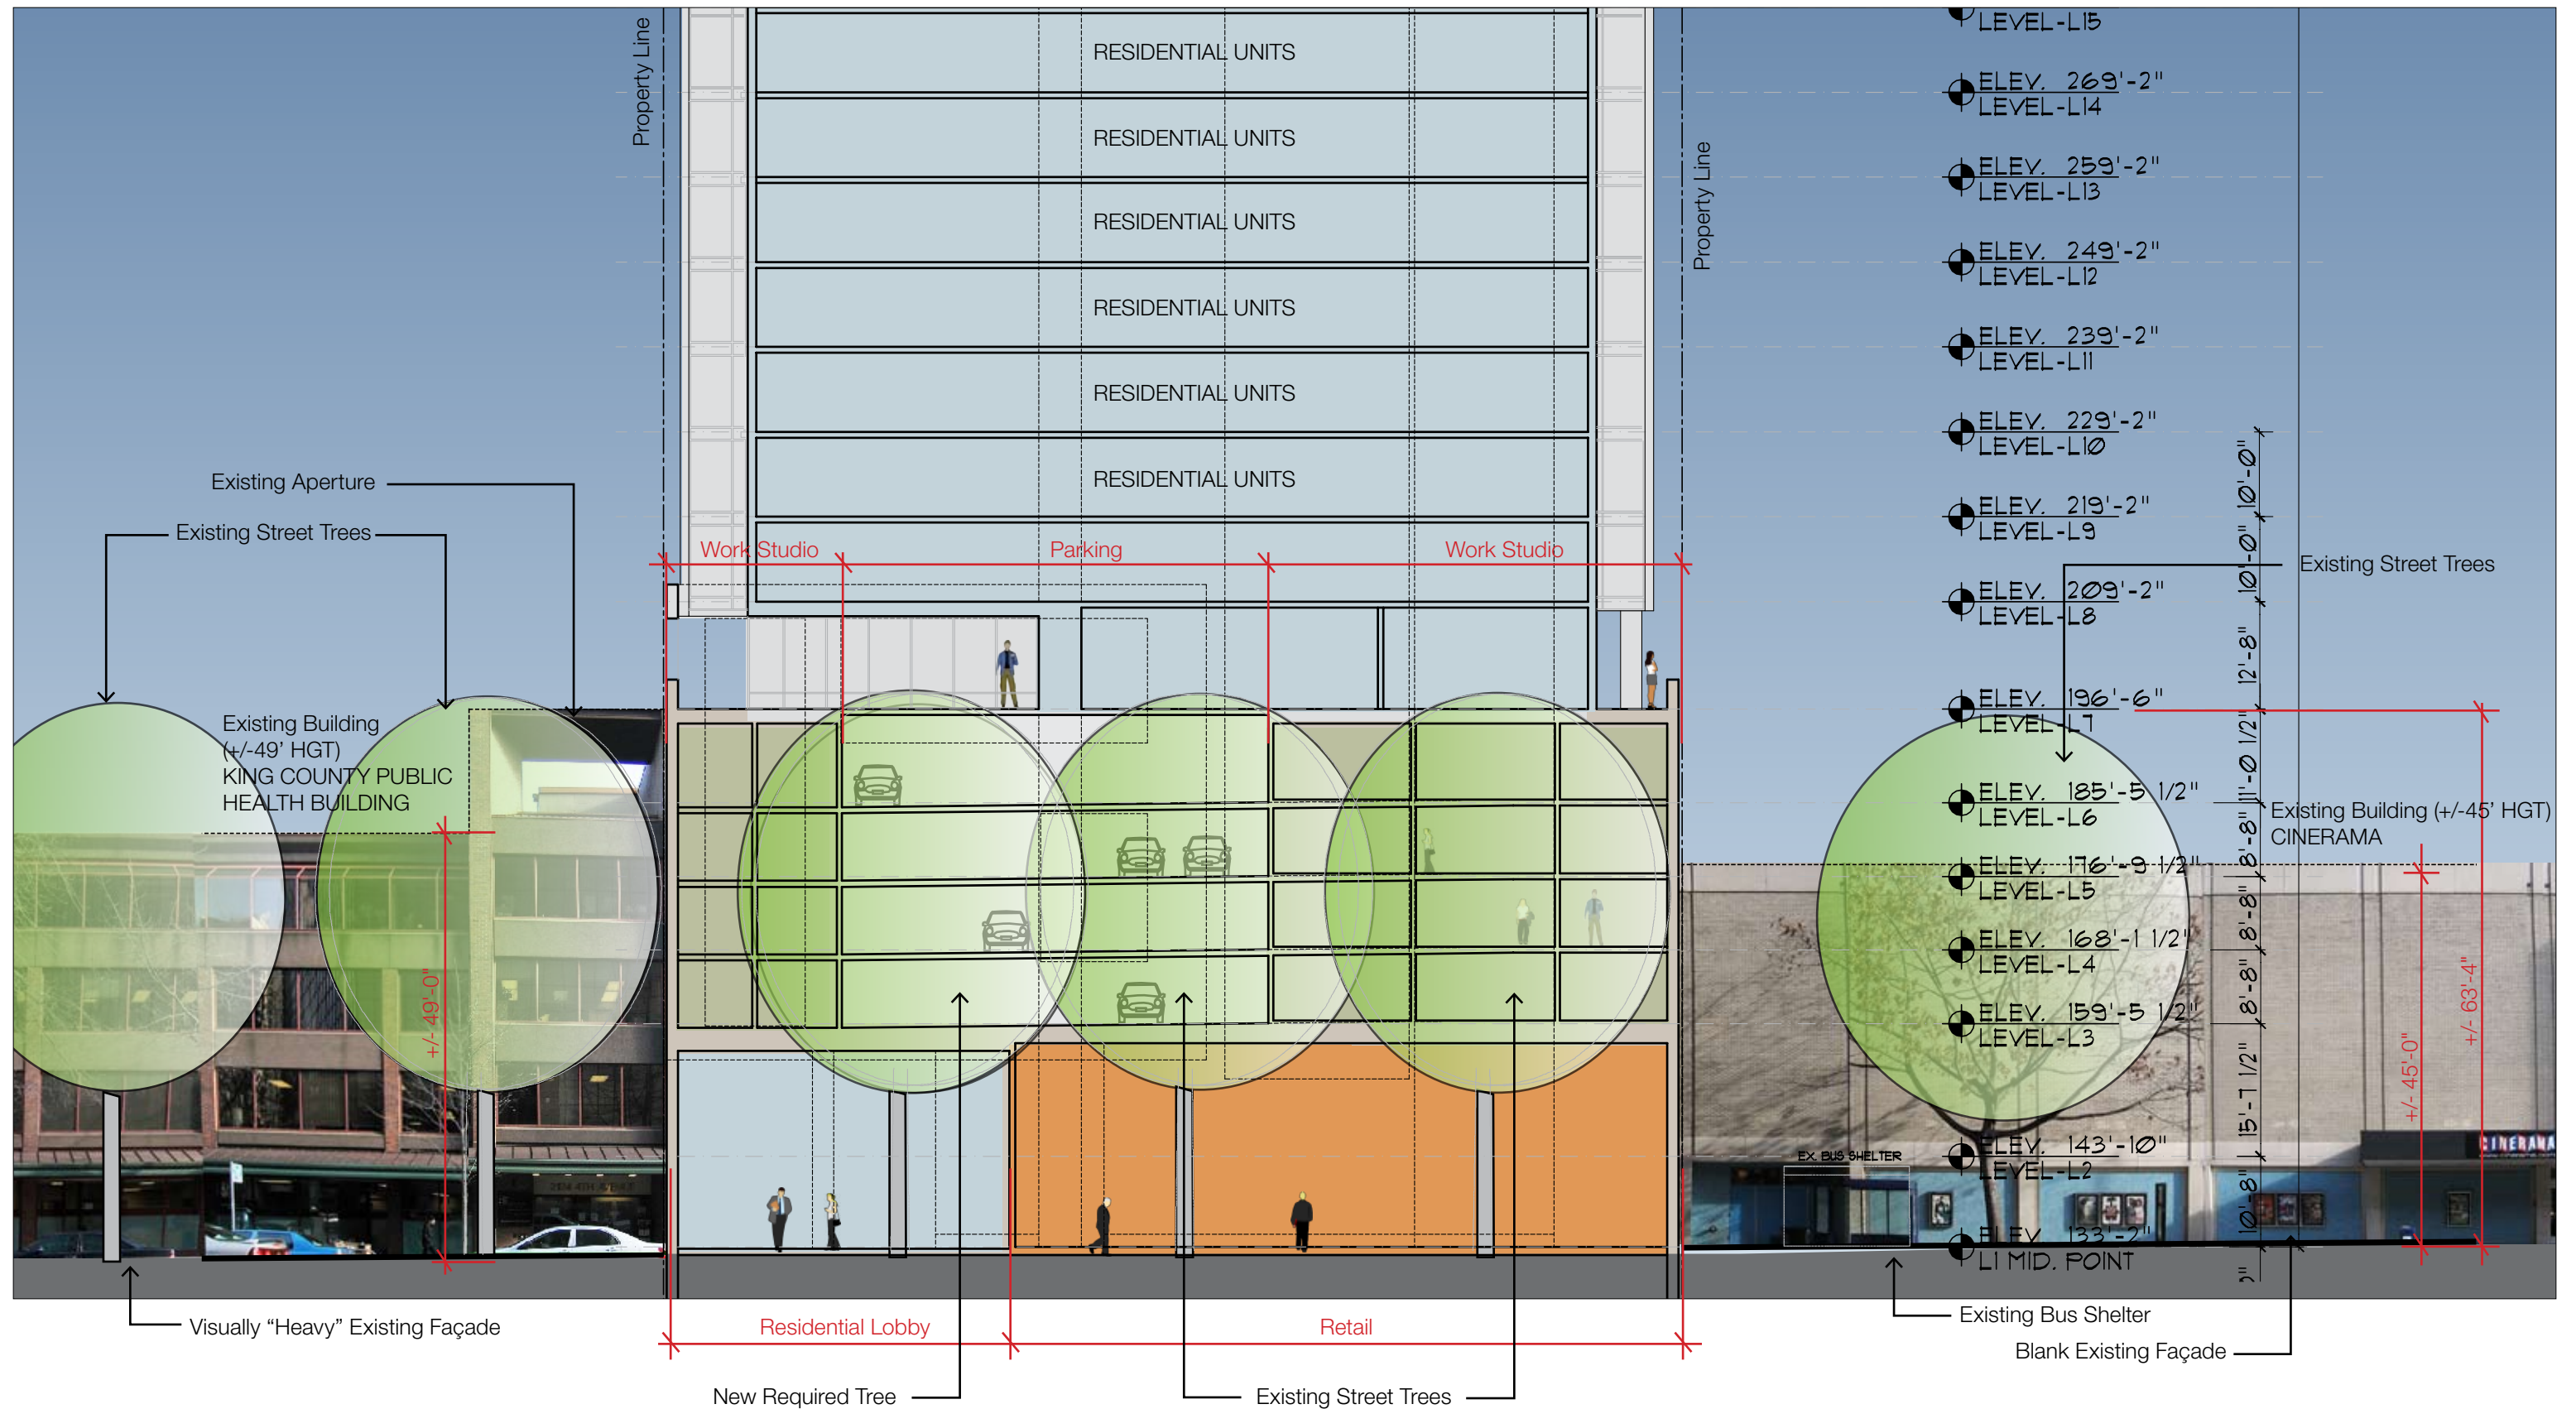 Property Line
RESIDENTIAL UNITS
RESIDENTIAL UNITS
RESIDENTIAL UNITS
RESIDENTIAL UNITS
RESIDENTIAL UNITS
RESIDENTIAL UNITS
Property Line
LEVEL-L15
ELEV. 269'-2"
LEVEL-L14
ELEV. 259'-2"
LEVEL-L13
ELEV. 249'-2"
LEVEL-L12
ELEV. 239'-2"
LEVEL-L11
ELEV. 229'-2"
LEVEL-L10
ELEV. 219'-2"
LEVEL-L9
ELEV. 209'-2"
LEVEL-L8
ELEV. 196'-6"
LEVEL-L7
ELEV. 185'-5 1/2"
LEVEL-L6
ELEV. 176'-9 1/2"
LEVEL-L5
ELEV. 168'-1 1/2"
LEVEL-L4
ELEV. 159'-5 1/2"
LEVEL-L3
ELEV. 143'-10"
LEVEL-L2
ELEV. 133'-2"
L1 MID. POINT
10'-0"
10'-0"
12'-8"
11'-0 1/2"
8'-8"
8'-8"
8'-8"
15'-7 1/2"
10'-8"
Existing Aperture
Existing Street Trees
Existing Building
(+/-49' HGT)
KING COUNTY PUBLIC
HEALTH BUILDING
+/- 49'-0"
Work Studio
Parking
Work Studio
Existing Street Trees
Existing Building (+/-45' HGT)
CINERAMA
+/- 45'-0"
+/- 63'-4"
EX. BUS SHELTER
CINERAMA
2124 4TH AVENUE
Visually “Heavy” Existing Façade
Residential Lobby
Retail
Existing Bus Shelter
Blank Existing Façade
New Required Tree
Existing Street Trees